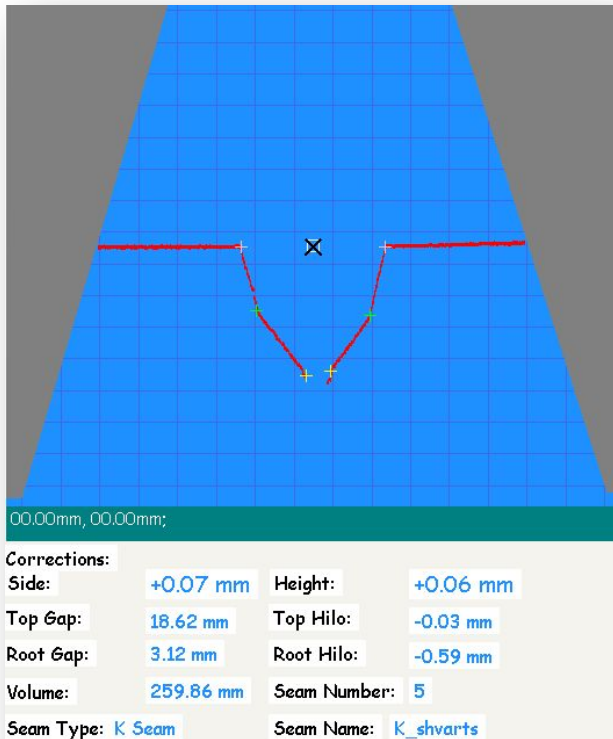 00.00mm, 00.00mm;
Corrections:
Side: +0.07 mm Height: +0.06 mm
Top Gap: 18.62 mm Top Hilo: -0.03 mm
Root Gap: 3.12 mm Root Hilo: -0.59 mm
Volume: 259.86 mm Seam Number: 5
Seam Type: K Seam Seam Name: K_shvarts